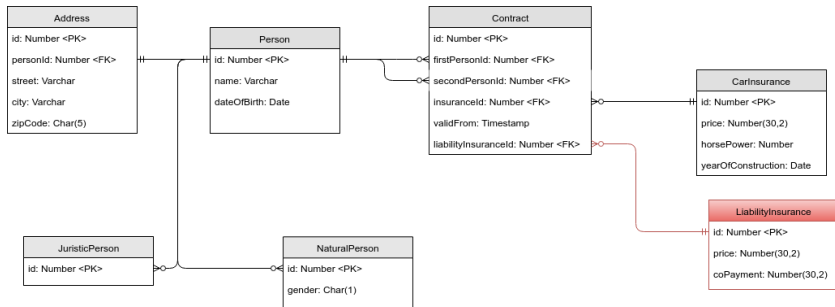 Address
id: Number <PK>
personId: Number <FK>
street: Varchar
city: Varchar
zipCode: Char(5)
Person
id: Number <PK>
name: Varchar
dateOfBirth: Date
Contract
id: Number <PK>
firstPersonId: Number <FK>
secondPersonId: Number <FK>
insuranceId: Number <FK>
validFrom: Timestamp
liabilityInsuranceId: Number <FK>
CarInsurance
id: Number <PK>
price: Number(30,2)
horsePower: Number
yearOfConstruction: Date
LiabilityInsurance
id: Number <PK>
price: Number(30,2)
coPayment: Number(30,2)
JuristicPerson
id: Number <PK>
NaturalPerson
id: Number <PK>
gender: Char(1)